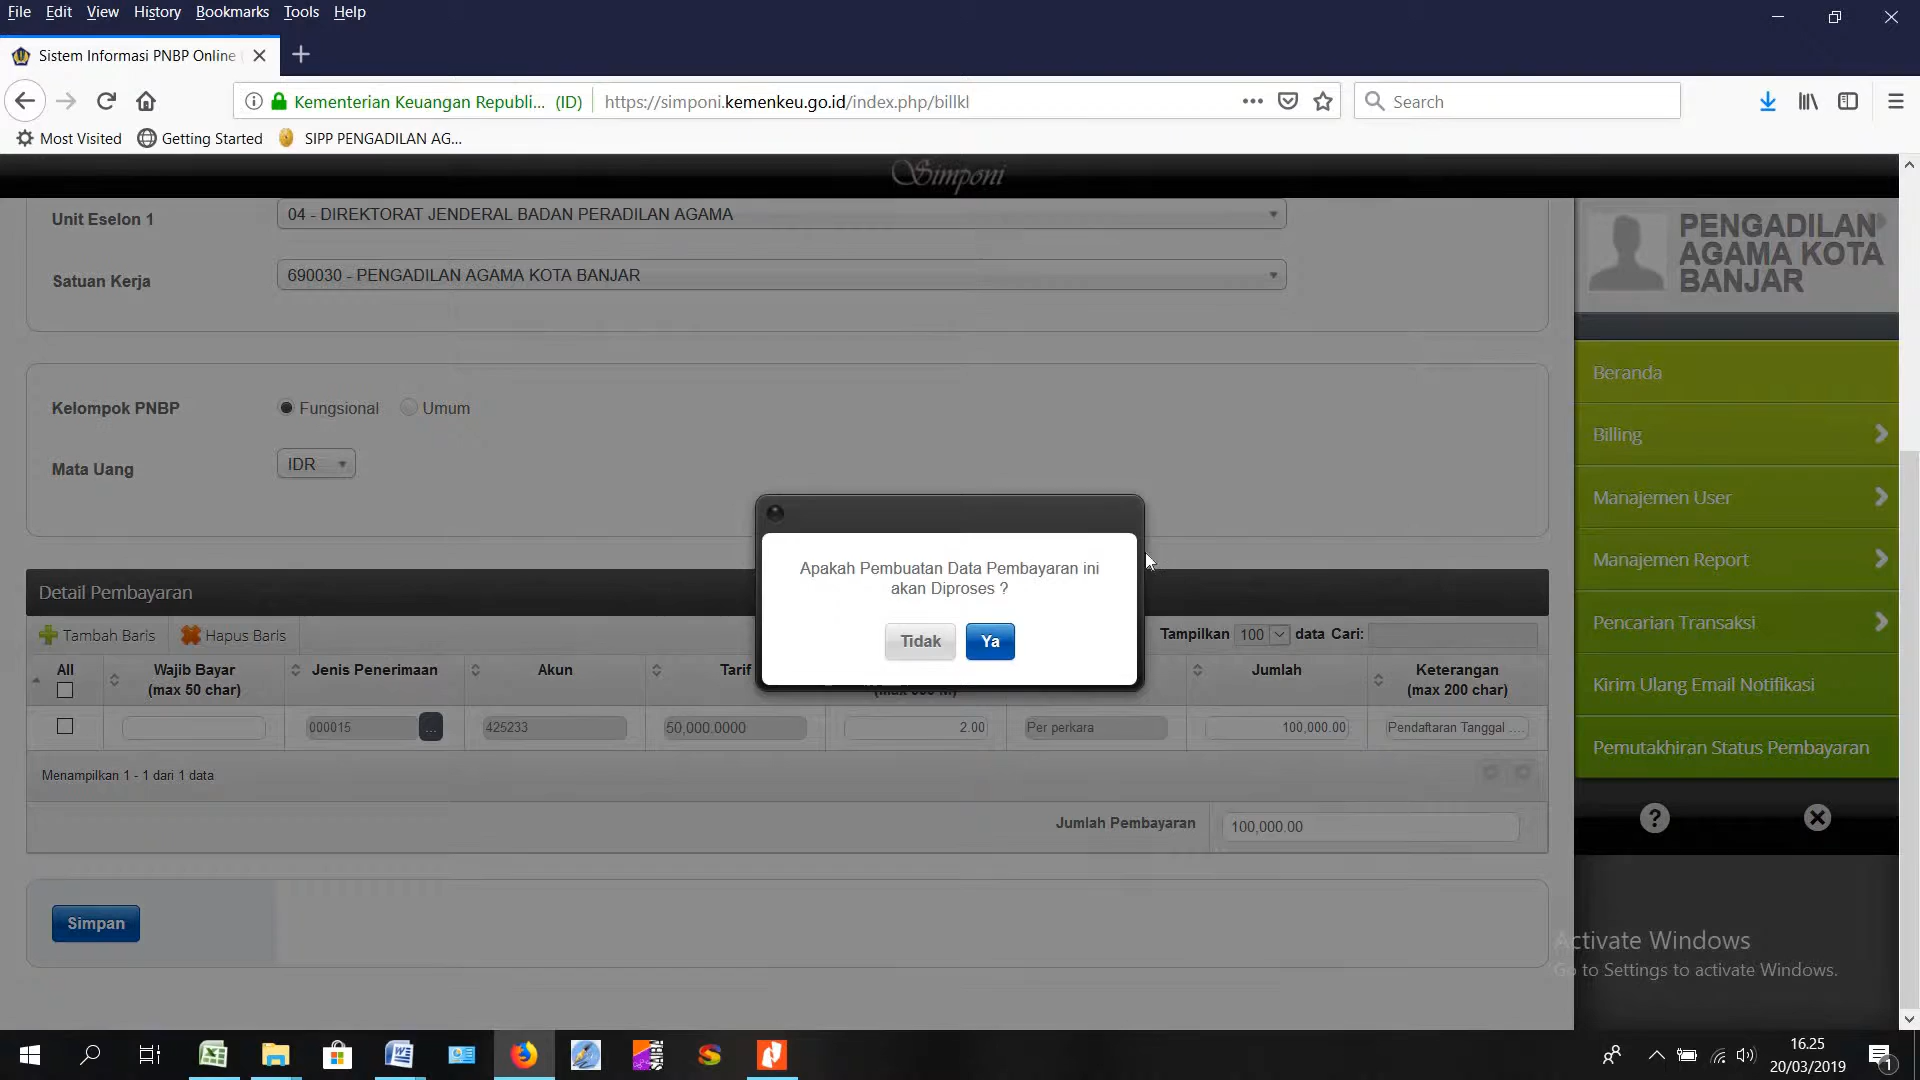 File Edit View History Bookmarks Tools Help
Sistem Informasi PNBP Online
Kementerian Keuangan Republi... (ID) https://simponi.kemenkeu.go.id/index.php/billkl
Search
Most Visited Getting Started SIPP PENGADILAN AG...
Simponi
Unit Eselon 1 04 - DIREKTORAT JENDERAL BADAN PERADILAN AGAMA
Satuan Kerja 690030 - PENGADILAN AGAMA KOTA BANJAR
Kelompok PNBP Fungsional Umum
Mata Uang IDR
Apakah Pembuatan Data Pembayaran ini
akan Diproses ?
Tidak Ya
Detail Pembayaran
Tambah Baris Hapus Baris
Tampilkan 100 data Cari:
All Wajib Bayar Jenis Penerimaan Akun Tarif Jumlah Keterangan
(max 50 char) (max 200 char)
000015 ... 425233 50,000.0000 2.00 Per perkara 100,000.00 Pendaftaran Tanggal ....
Menampilkan 1 - 1 dari 1 data
Jumlah Pembayaran 100,000.00
Simpan
PENGADILAN
AGAMA KOTA
BANJAR
Beranda
Billing
Manajemen User
Manajemen Report
Pencarian Transaksi
Kirim Ulang Email Notifikasi
Pemutakhiran Status Pembayaran
?
Activate Windows
Go to Settings to activate Windows.
16.25
20/03/2019
1